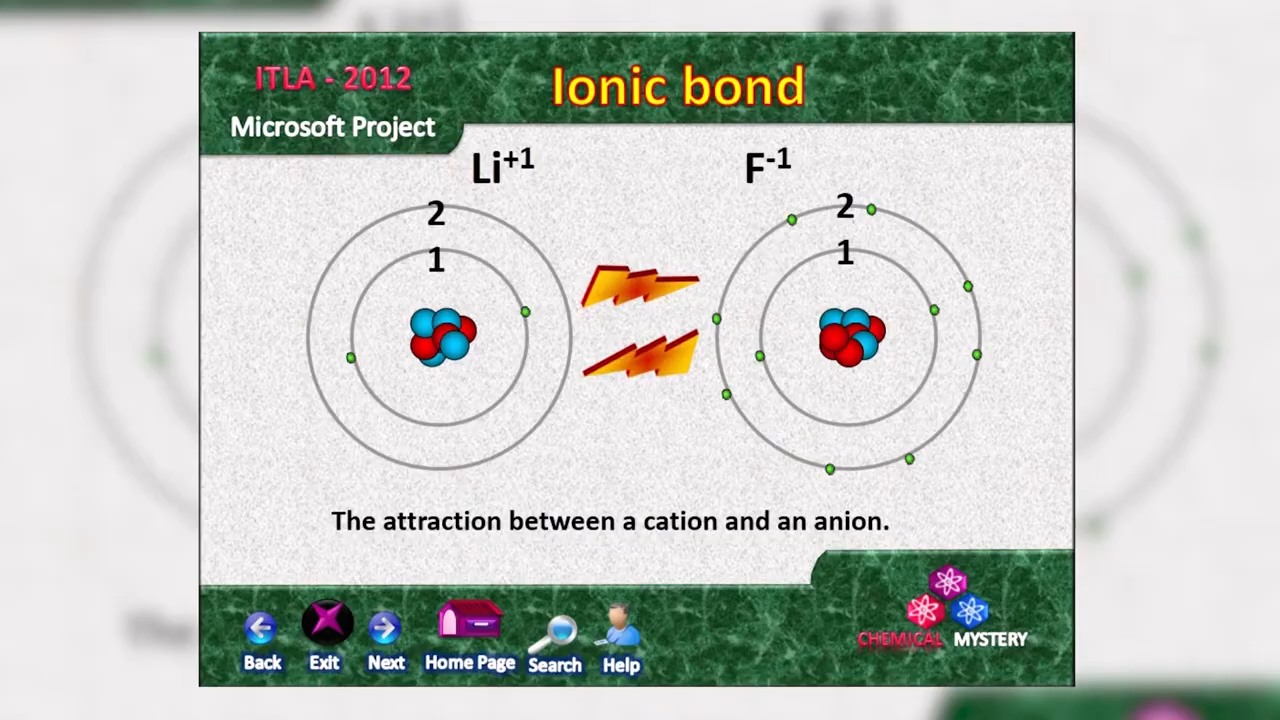 ITLA - 2012
Microsoft Project
Ionic bond
Li+1
F-1
2
1
2
1
The attraction between a cation and an anion.
Back
Exit
Next
Home Page
Search
Help
CHEMICAL MYSTERY